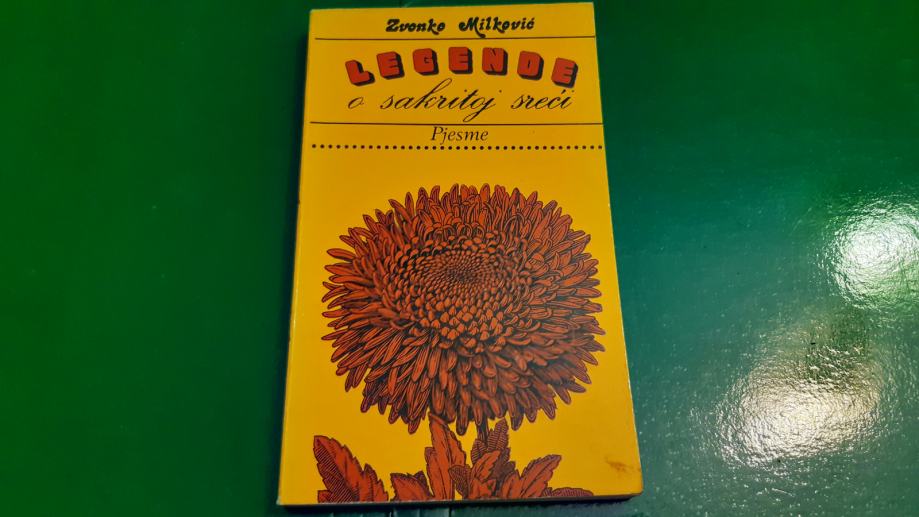 Zvonko Milković
LEGENDE
o sakritoj sreći
Pjesme